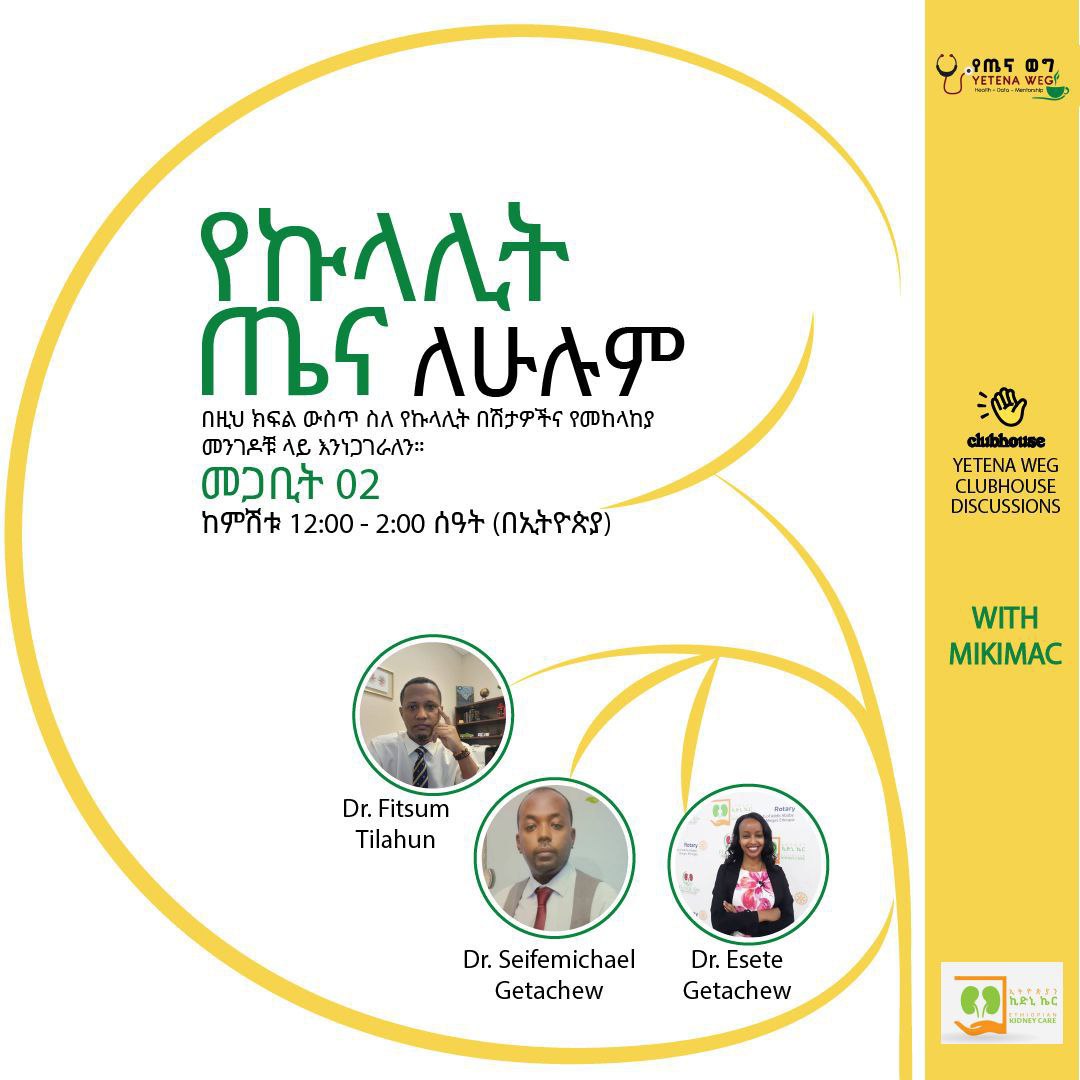 የጤና ወግ
YETENA WEG
Health - Data - Mentorship
የኩላሊት
ጤና ለሁሉም
በዚህ ክፍል ውስጥ ስለ የኩላሊት በሽታዎችና የመከላከያ
መንገዶቹ ላይ እንነጋገራለን።
መጋቢት 02
ከምሽቱ 12:00 - 2:00 ሰዓት (በኢትዮጵያ)
clubhouse
YETENA WEG
CLUBHOUSE
DISCUSSIONS
WITH
MIKIMAC
Dr. Fitsum
Tilahun
Dr. Seifemichael
Getachew
Rotary
Rotary
Dr. Esete
Getachew
ኢትዮጵያን
ኪድኒ ኬር
ETHIOPIAN
KIDNEY CARE